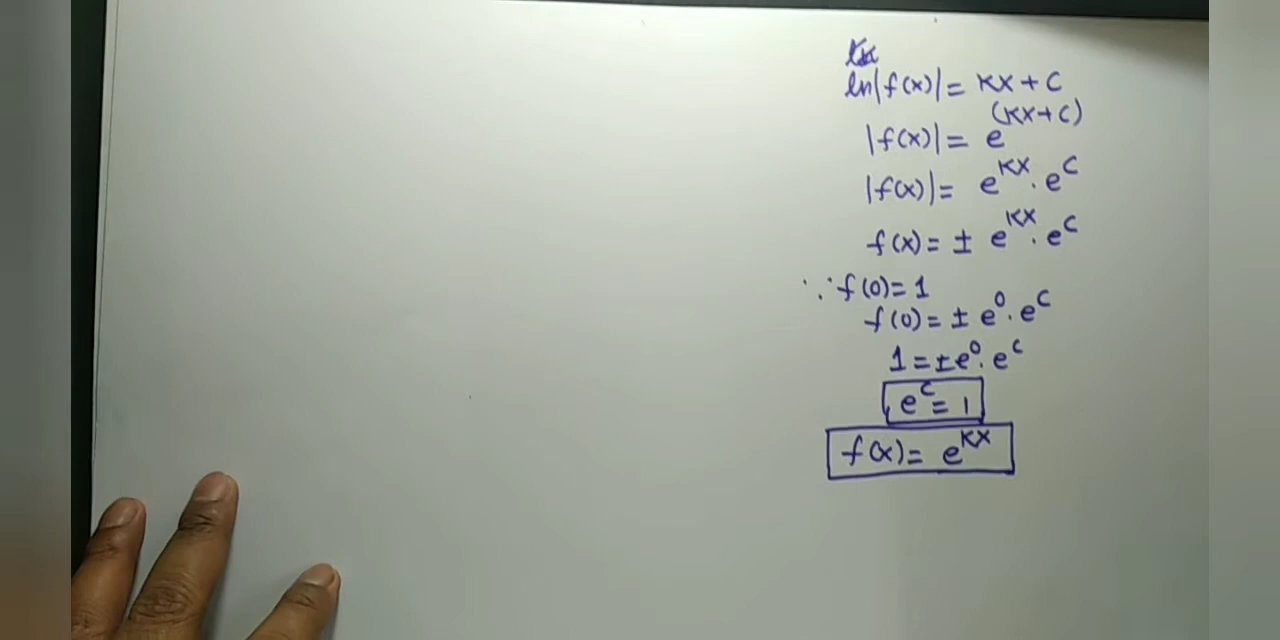 ln|f(x)| = Kx + C
|f(x)| = e^(Kx+C)
|f(x)| = e^Kx · e^C
f(x) = ± e^Kx · e^C
∵ f(0) = 1
f(0) = ± e^0 · e^C
1 = ± e^0 · e^C
e^C = 1
f(x) = e^Kx